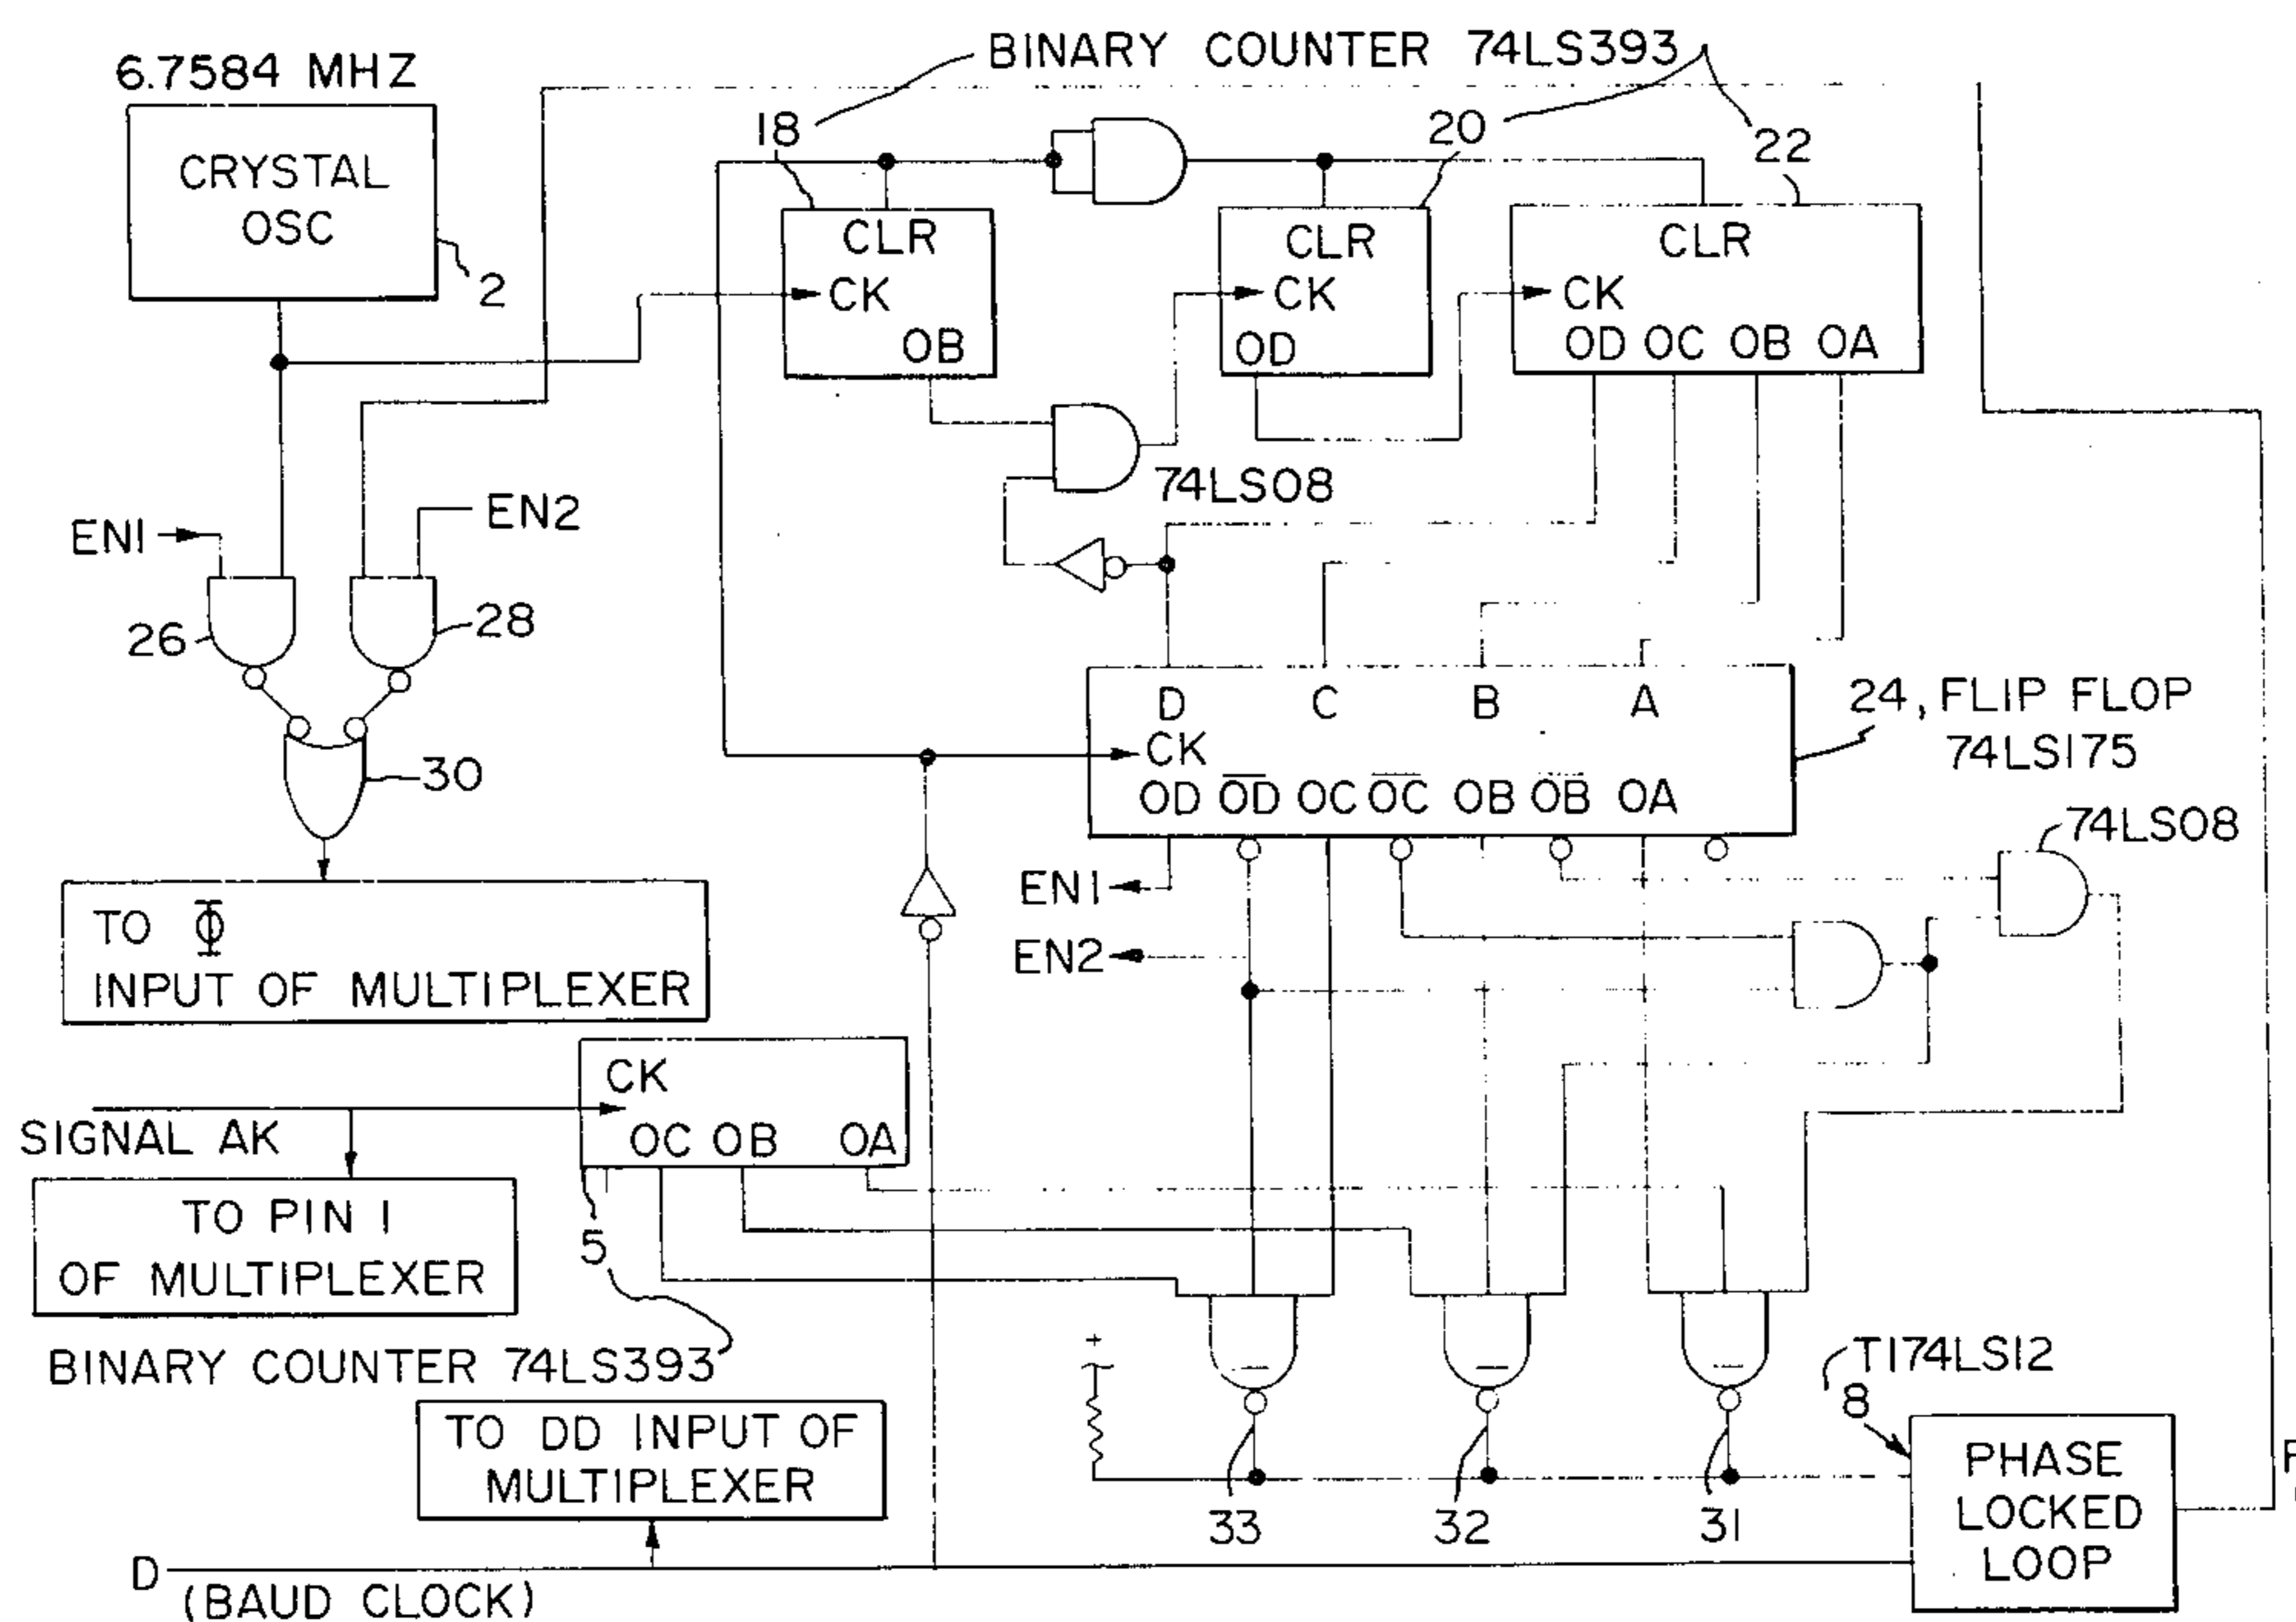 BINARY COUNTER 74LS393
6.7584 MHZ
CRYSTAL
OSC
2
18
20
22
CLR
CK
OB
CLR
CK
OD
CLR
CK
OD OC OB OA
74LS08
EN1
EN2
26
28
30
TO Φ
INPUT OF MULTIPLEXER
D C B A
CK
OD O̅D̅ OC O̅C̅ OB O̅B̅ OA
24, FLIP FLOP
74LS175
74LS08
EN1
EN2
CK
OC OB OA
SIGNAL AK
TO PIN 1
OF MULTIPLEXER
5
BINARY COUNTER 74LS393
TO DD INPUT OF
MULTIPLEXER
+
33
32
31
T174LS12
8
PHASE
LOCKED
LOOP
D
(BAUD CLOCK)